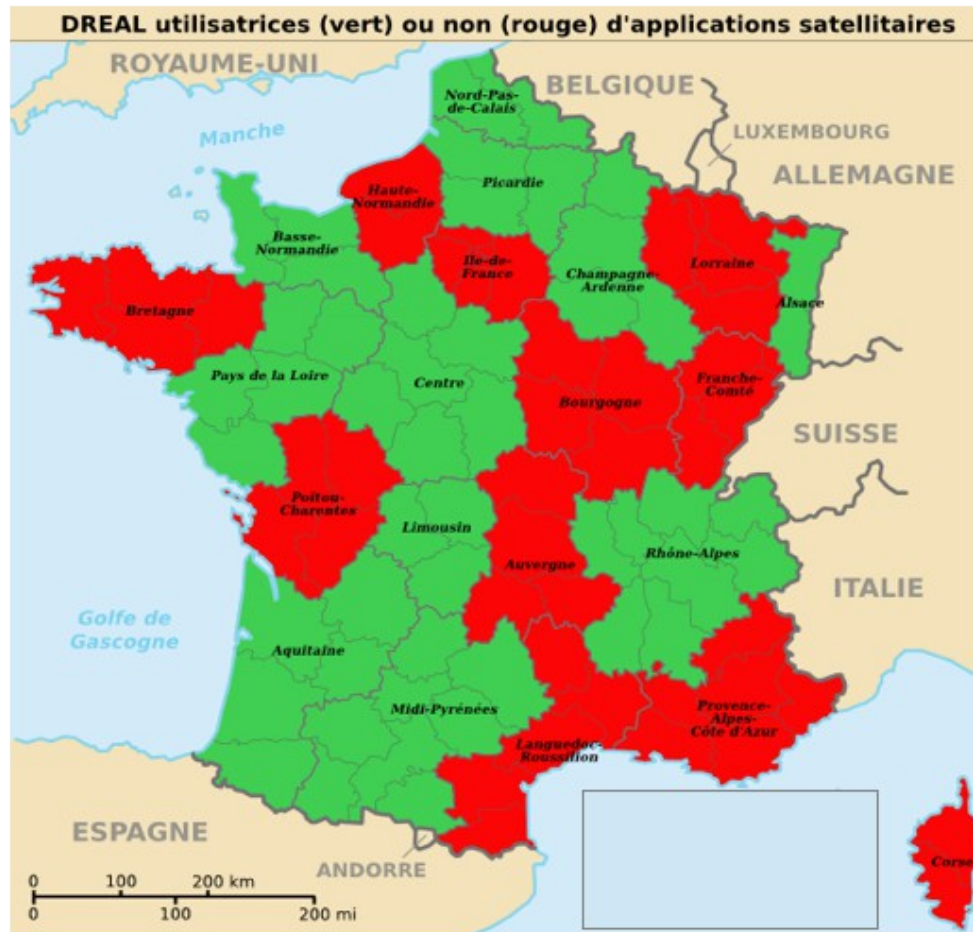 DREAL utilisatrices (vert) ou non (rouge) d'applications satellitaires
ROYAUME-UNI
BELGIQUE
Nord-Pas-
de-Calais
LUXEMBOURG
Manche
ALLEMAGNE
Picardie
Haute-
Normandie
Basse-
Normandie
Ile-de-
France
Lorraine
Champagne-
Ardenne
Alsace
Bretagne
Pays de la Loire
Centre
Franche-
Comté
Bourgogne
SUISSE
Poitou-
Charentes
Limousin
Auvergne
Rhône-Alpes
ITALIE
Golfe de
Gascogne
Aquitaine
Midi-Pyrénées
Provence-
Alpes-
Côte d'Azur
Languedoc-
Roussillon
ESPAGNE
ANDORRE
Corse
0 100 200 km
0 100 200 mi